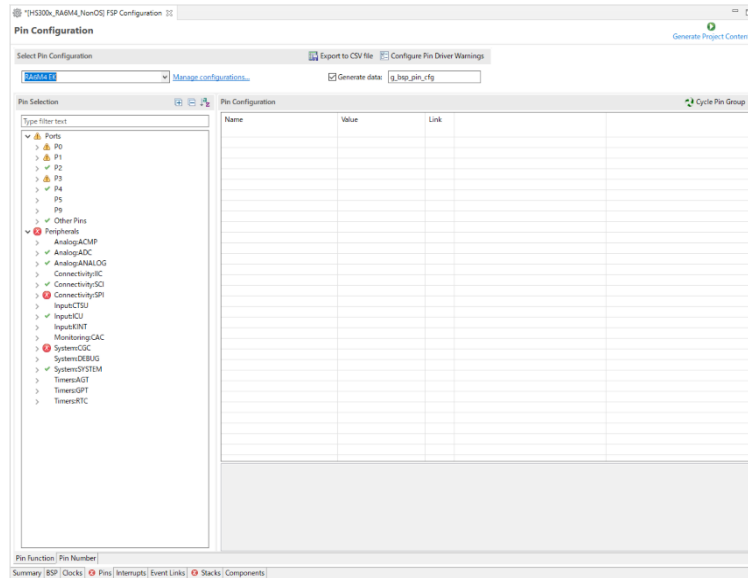 *[HS300x_RA6M4_NonOS] FSP Configuration
Pin Configuration
Generate Project Content
Select Pin Configuration
Export to CSV file
Configure Pin Driver Warnings
RA6M4 EK
Manage configurations...
Generate data:
g_bsp_pin_cfg
Pin Selection
Pin Configuration
Cycle Pin Group
Type filter text
Name Value Link
Ports
P0
P1
P2
P3
P4
P5
P9
Other Pins
Peripherals
Analog:ACMP
Analog:ADC
Analog:ANALOG
Connectivity:IIC
Connectivity:SCI
Connectivity:SPI
Input:CTSU
Input:ICU
Input:KINT
Monitoring:CAC
System:CGC
System:DEBUG
System:SYSTEM
Timers:AGT
Timers:GPT
Timers:RTC
Pin Function Pin Number
Summary BSP Clocks Pins Interrupts Event Links Stacks Components